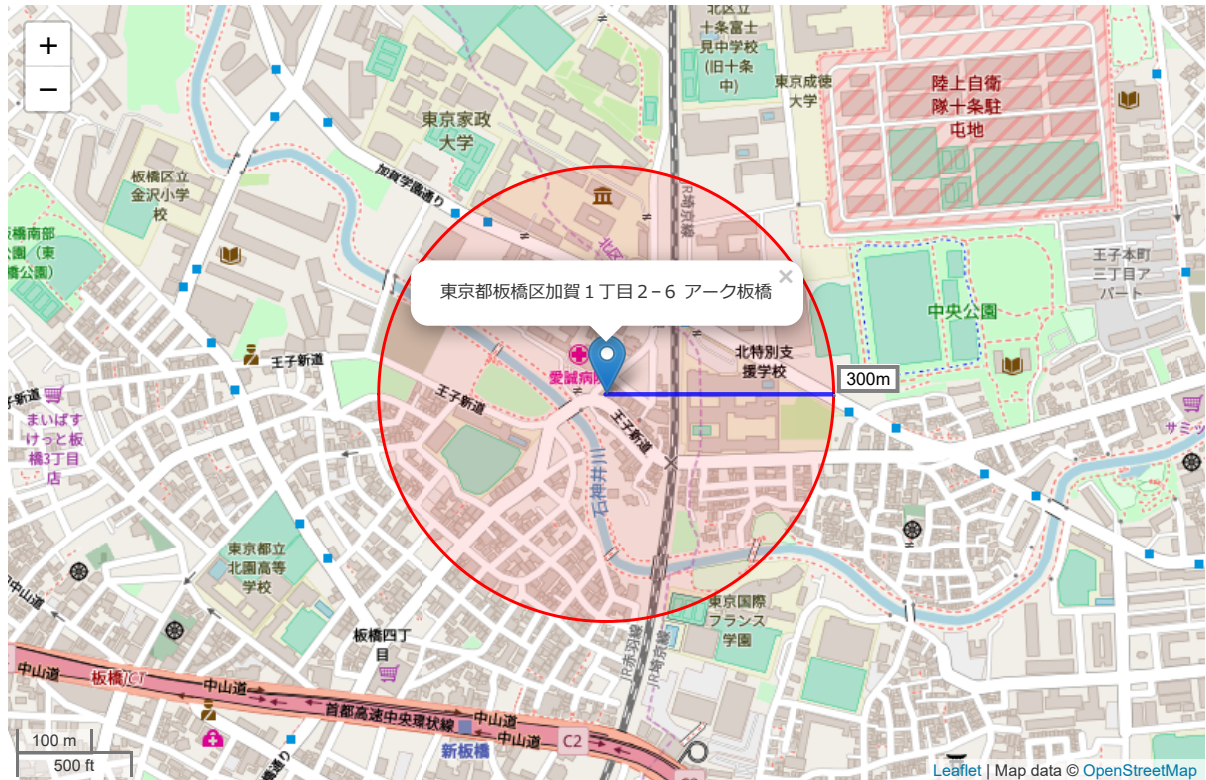 +
−
北区立
十条富士
見中学校
(旧十条
中)
東京成徳
大学
陸上自衛
隊十条駐
屯地
東京家政
大学
加賀学園通り
板橋区立
金沢小学
校
JR埼京線
王子本町
三丁目ア
パート
中央公園
東京都板橋区加賀１丁目２−６ アーク板橋
×
北特別支
援学校
300m
愛誠病院
王子新道
王子新道
王子新道
まいばす
けっと板
橋3丁目
店
石神井川
東京都立
北園高等
学校
東京国際
フランス
学園
板橋四丁
目
JR赤羽線
JR埼京線
中山道
板橋JCT
中山道
首都高速中央環状線
中山道
中山道
新板橋
C2
100 m
500 ft
Leaflet | Map data © OpenStreetMap